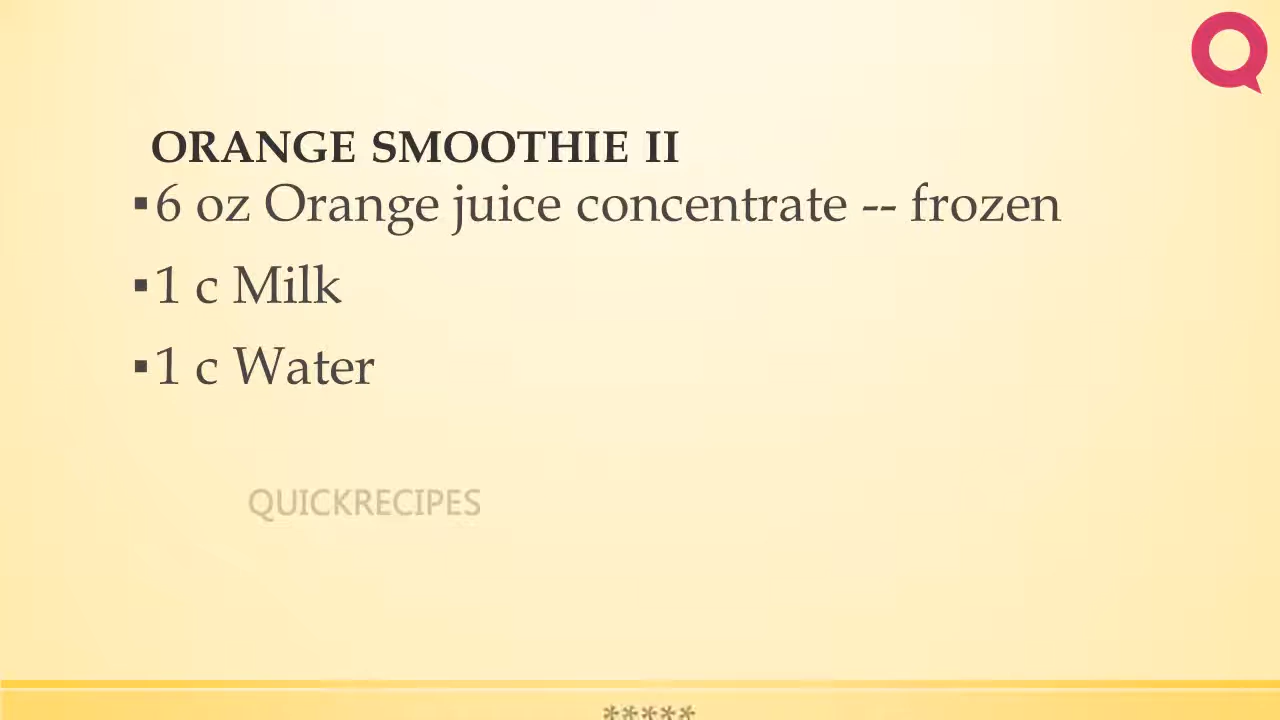 ORANGE SMOOTHIE II
▪6 oz Orange juice concentrate -- frozen
▪1 c Milk
▪1 c Water
QUICKRECIPES
*****